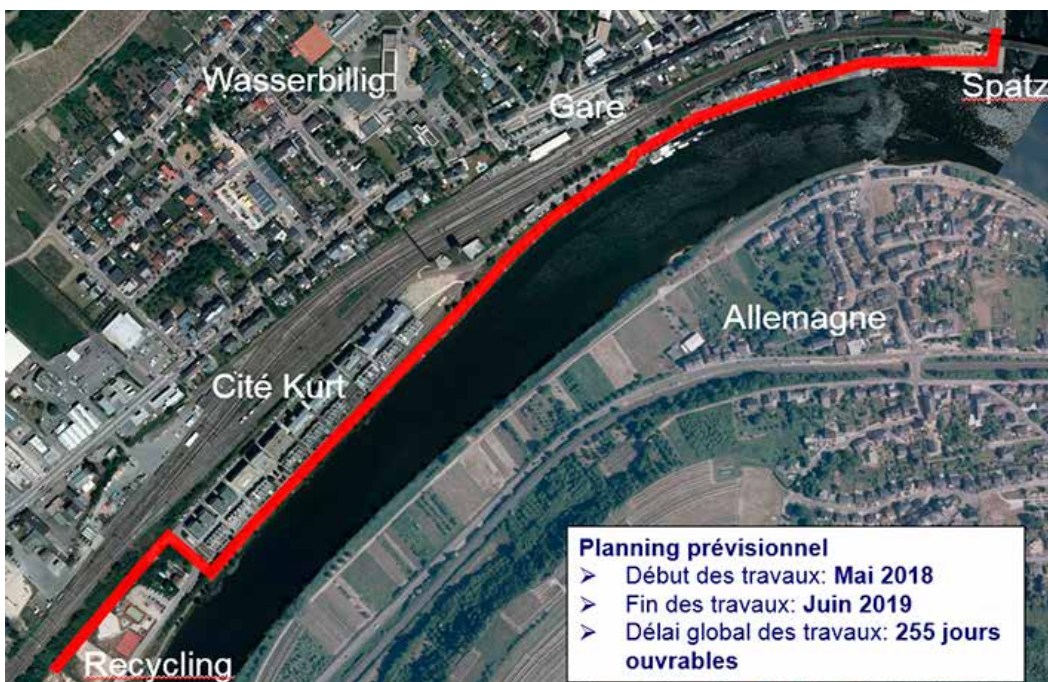 Wasserbillig
Gare
Spatz
Allemagne
Cité Kurt
Recycling
Planning prévisionnel
➢ Début des travaux: Mai 2018
➢ Fin des travaux: Juin 2019
➢ Délai global des travaux: 255 jours
ouvrables